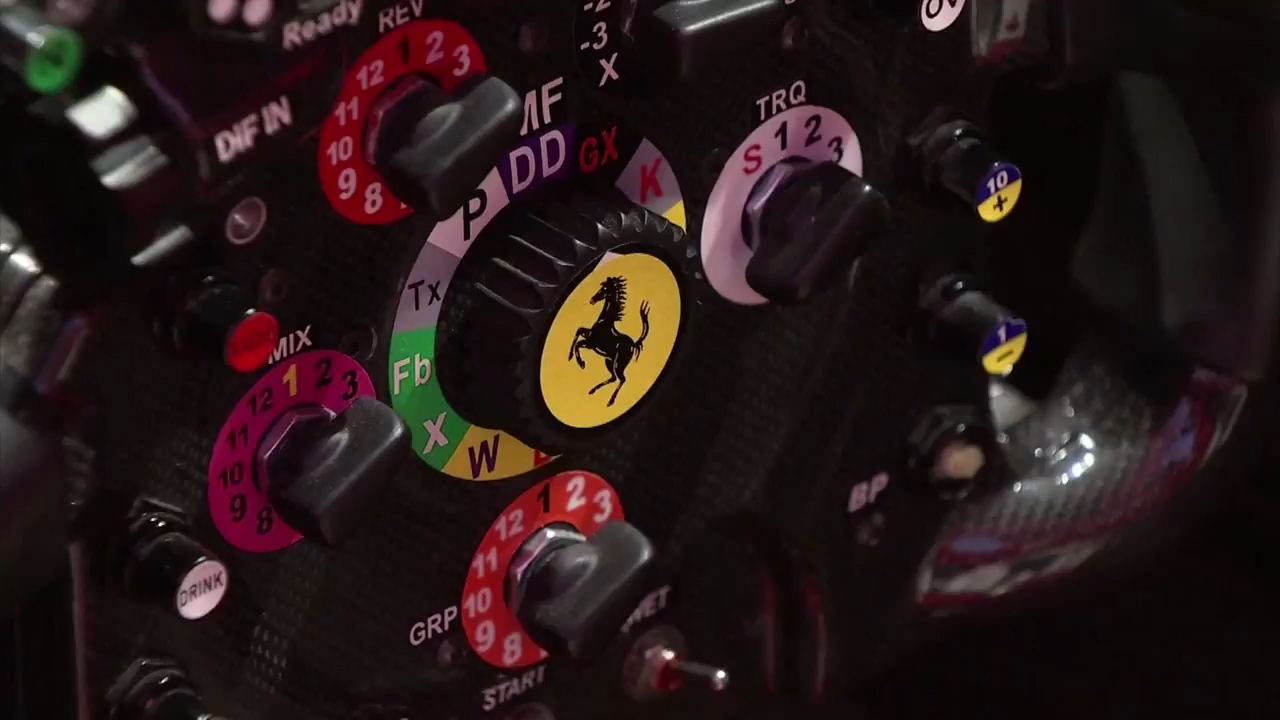 Ready
REV
1 2 3
12
11
10
9
8
-2
-3
X
DIF IN
MF
P DD GX K
Tx
Fb
X
W
TRQ
S 1 2 3
10
+
1
-
MIX
12 1 2 3
11
10
9
8
BP
DRINK
12 1 2 3
11
10
9
8
GRP
WET
START